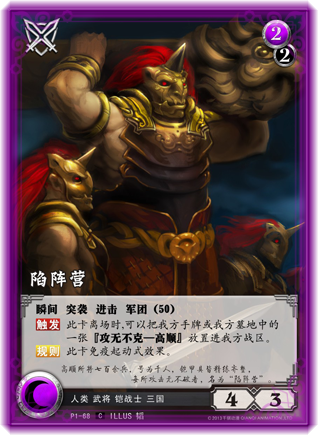 2
2
陷阵营
瞬间 突袭 进击 军团（50）
触发 此卡离场时,可以把我方手牌或我方墓地中的
一张『攻无不克—高顺』放置进我方战区。
规则 此卡免疫起动式效果。
高顺所将七百余兵，号为千人，铠甲具皆精练齐整，
每所攻击无不破者，名为“陷阵营”。
人类 武将 铠战士 三国
4 3
P1-68 C ILLUS 韬